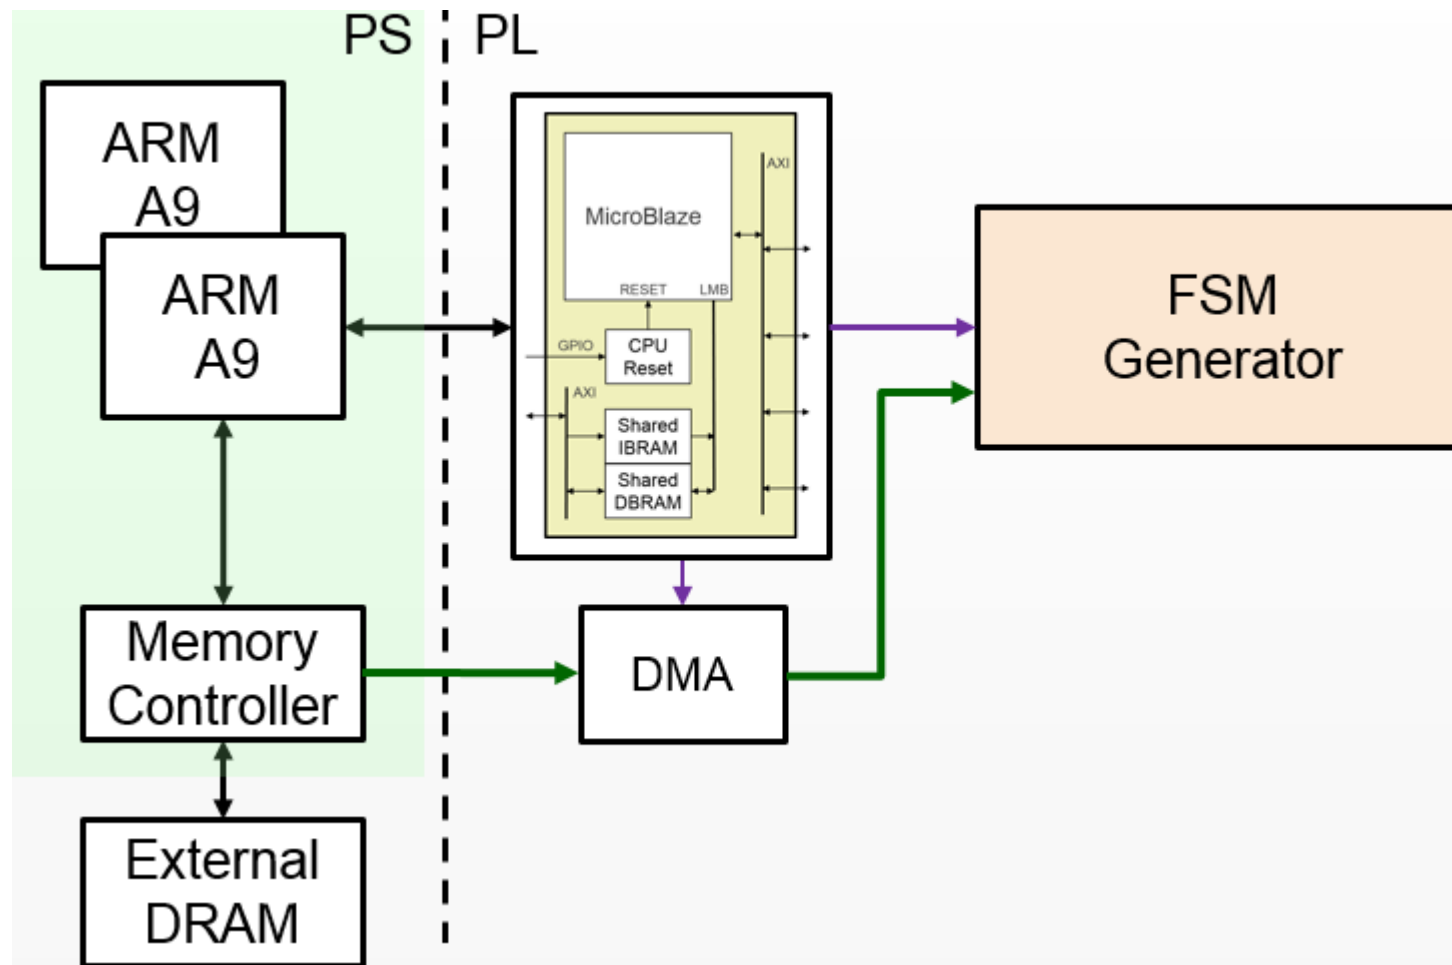 PS
PL
ARM
A9
ARM
A9
MicroBlaze
AXI
RESET
LMB
GPIO
CPU
Reset
AXI
Shared
IBRAM
Shared
DBRAM
FSM
Generator
Memory
Controller
DMA
External
DRAM